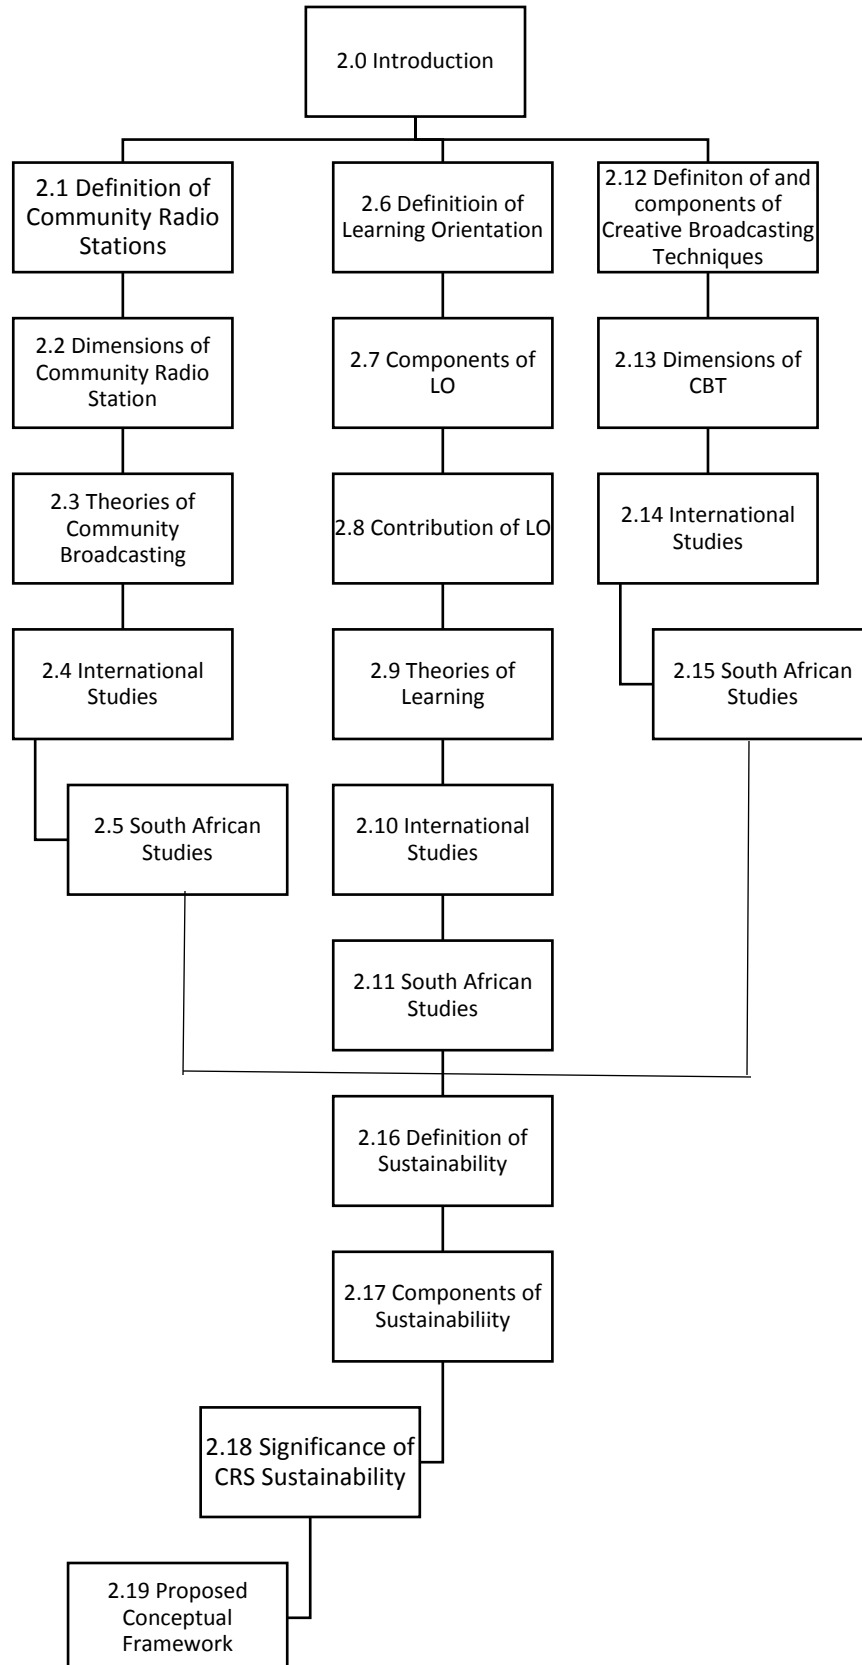 2.0 Introduction
2.1 Definition of
Community Radio
Stations
2.2 Dimensions of
Community Radio
Station
2.3 Theories of
Community
Broadcasting
2.4 International
Studies
2.5 South African
Studies
2.6 Definitioin of
Learning Orientation
2.7 Components of
LO
2.8 Contribution of LO
2.9 Theories of
Learning
2.10 International
Studies
2.11 South African
Studies
2.12 Definiton of and
components of
Creative Broadcasting
Techniques
2.13 Dimensions of
CBT
2.14 International
Studies
2.15 South African
Studies
2.16 Definition of
Sustainability
2.17 Components of
Sustainabiliity
2.18 Significance of
CRS Sustainability
2.19 Proposed
Conceptual
Framework